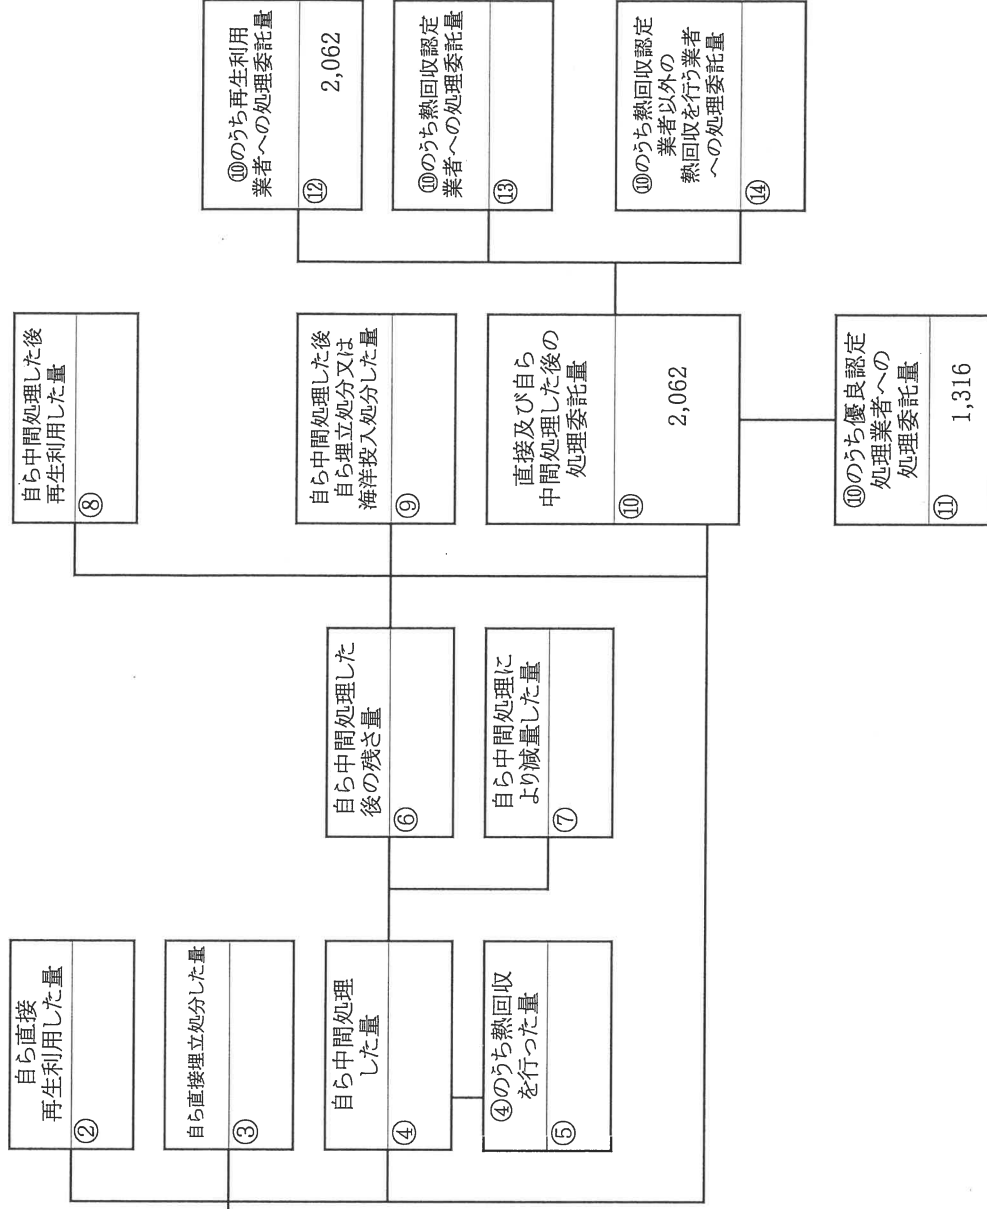 自ら直接
再生利用した量
②
自ら直接埋立処分した量
③
自ら中間処理
した量
④
④のうち熱回収
を行った量
⑤
自ら中間処理した
後の残さ量
⑥
自ら中間処理に
より減量した量
⑦
自ら中間処理した後
再生利用した量
⑧
自ら中間処理した後
自ら埋立処分又は
海洋投入処分した量
⑨
直接及び自ら
中間処理した後の
処理委託量
⑩
2,062
⑩のうち優良認定
処理業者への
処理委託量
⑪
1,316
⑩のうち再生利用
業者への処理委託量
⑫
2,062
⑩のうち熱回収認定
業者への処理委託量
⑬
⑩のうち熱回収認定
業者以外の
熱回収を行う業者
への処理委託量
⑭